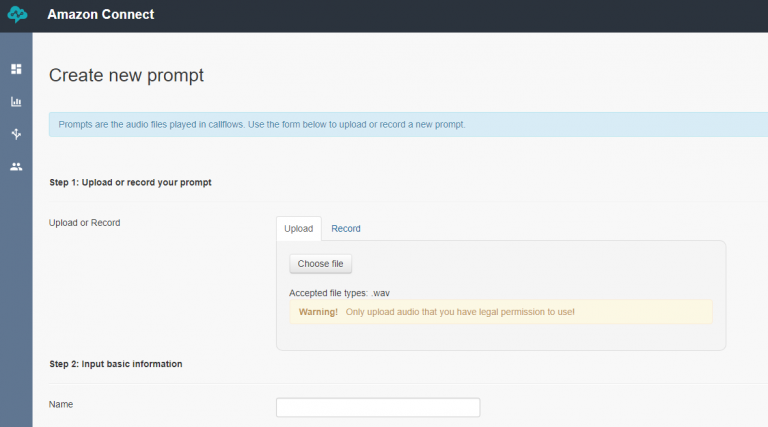 Amazon Connect
Create new prompt
Prompts are the audio files played in callflows. Use the form below to upload or record a new prompt.
Step 1: Upload or record your prompt
Upload or Record
Upload Record
Choose file
Accepted file types: .wav
Warning! Only upload audio that you have legal permission to use!
Step 2: Input basic information
Name